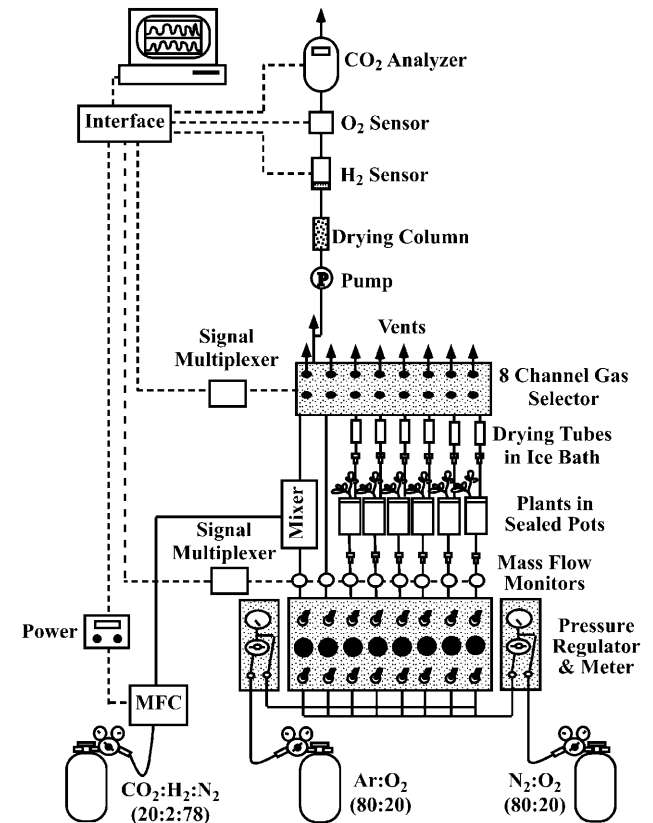 CO2 Analyzer
Interface
O2 Sensor
H2 Sensor
Drying Column
P
Pump
Vents
Signal
Multiplexer
8 Channel Gas
Selector
Drying Tubes
in Ice Bath
Mixer
Plants in
Sealed Pots
Signal
Multiplexer
Mass Flow
Monitors
Power
Pressure
Regulator
& Meter
MFC
CO2:H2:N2
(20:2:78)
Ar:O2
(80:20)
N2:O2
(80:20)